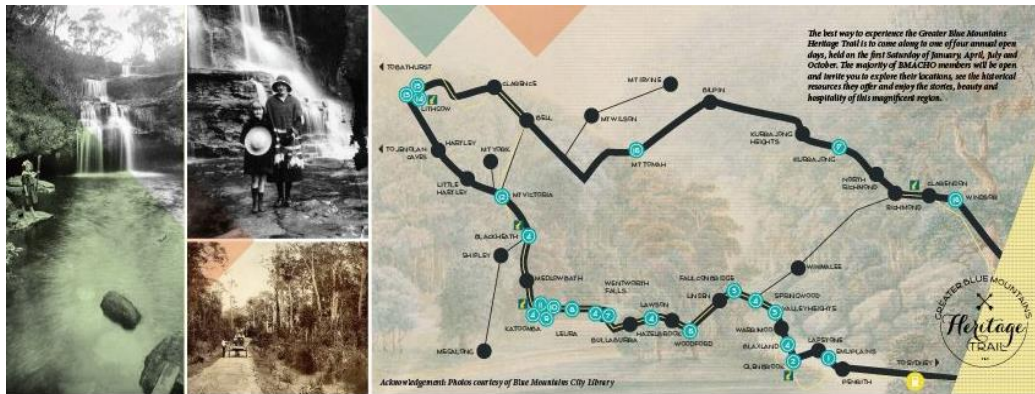 The best way to experience the Greater Blue Mountains
Heritage Trail is to come along to one of four annual open
days, held on the first Saturday of January, April, July and
October. The majority of BMACHO members will be open
and invite you to explore their locations, see the historical
resources they offer and enjoy the stories, beauty and
hospitality of this magnificent region.
TO BATHURST
CLARENCE
MT IRVINE
BILPIN
15
14
LITHGOW
BELL
MT WILSON
KURRAJONG
HEIGHTS
TO JENOLAN
CAVES
HARTLEY
MT YORK
MT TOMAH
KURRAJONG
LITTLE
HARTLEY
12
MT VICTORIA
NORTH
RICHMOND
CLARENDON
RICHMOND
16
WINDSOR
BLACKHEATH
4
SHIPLEY
MEDLOW BATH
WENTWORTH
FALLS
FAULCONBRIDGE
WINMALEE
LINDEN
SPRINGWOOD
VALLEY HEIGHTS
LAWSON
KATOOMBA
LEURA
BULLABURRA
HAZELBROOK
WOODFORD
WARRIMOO
BLAXLAND
LAPSTONE
MEGALONG
GLENBROOK
EMU PLAINS
PENRITH
TO SYDNEY
GREATER BLUE MOUNTAINS
Heritage
TRAIL
Acknowledgement: Photos courtesy of Blue Mountains City Library